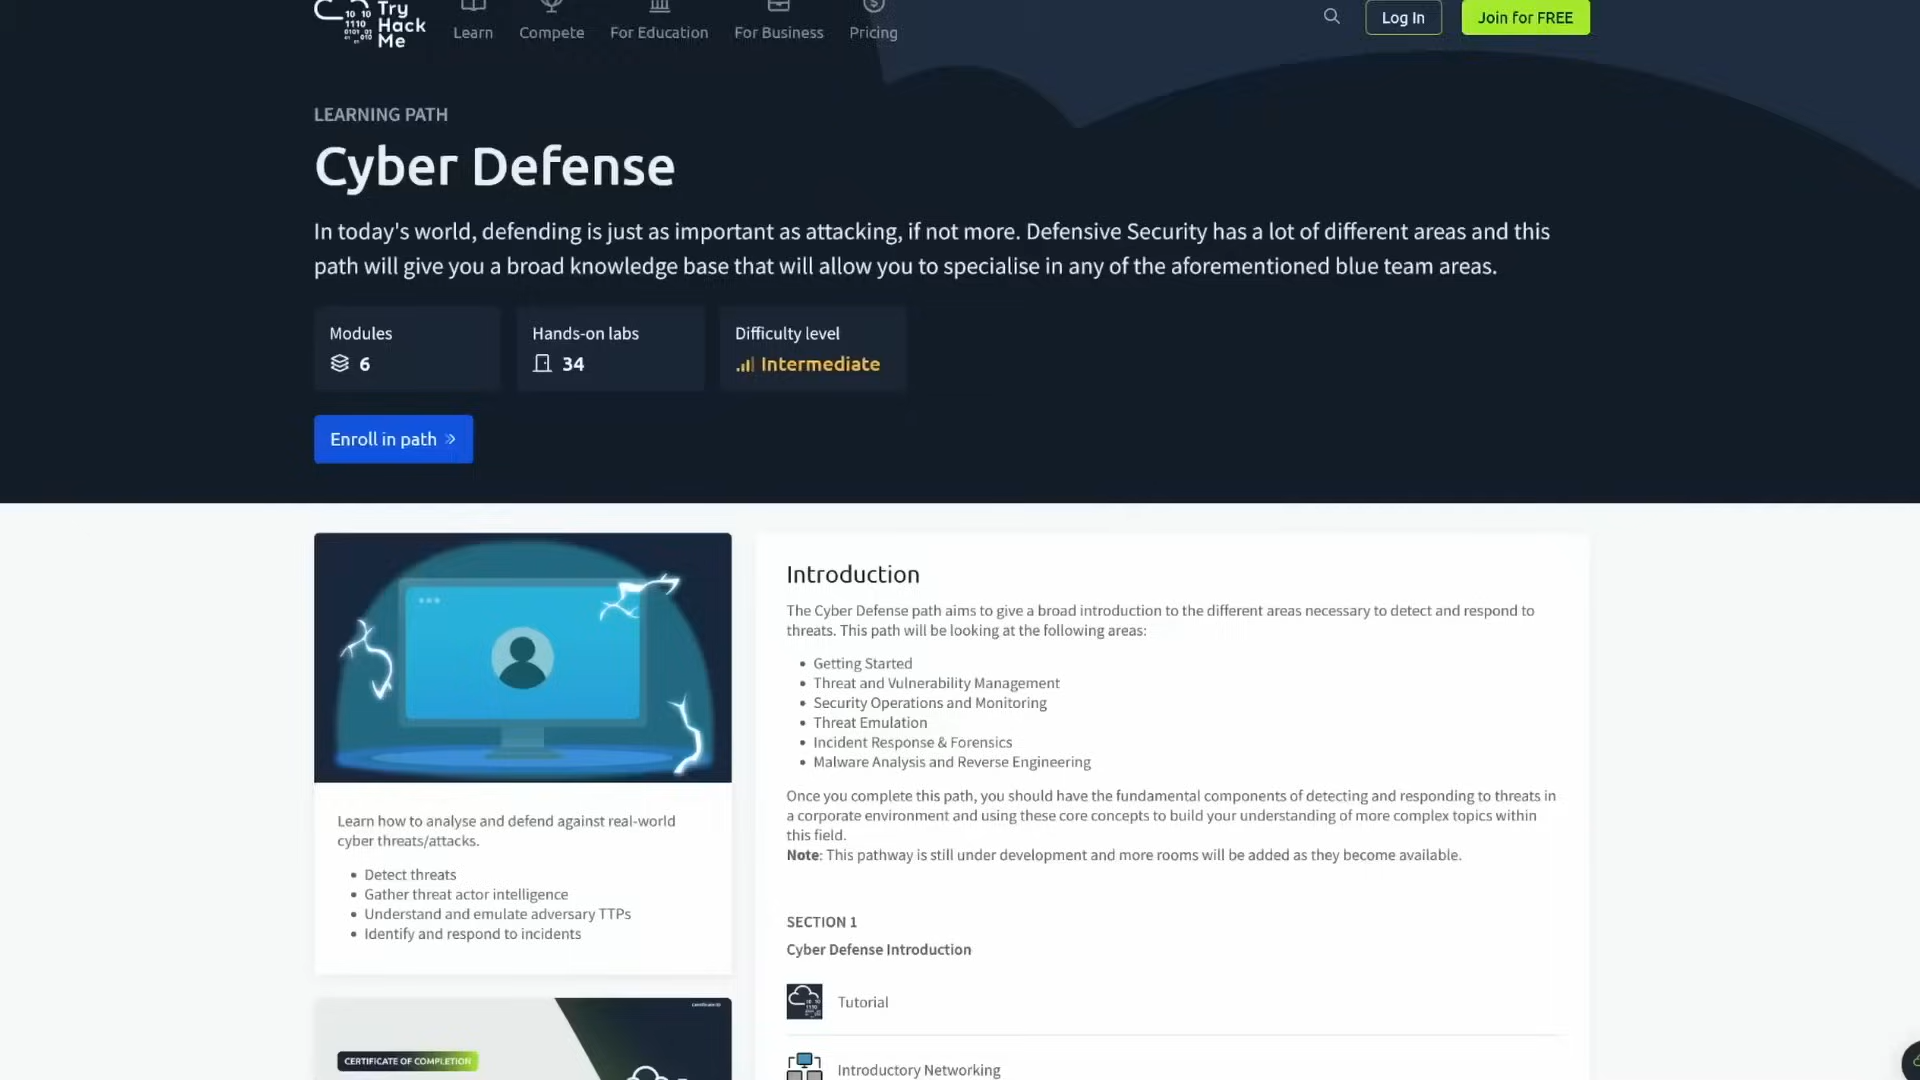 Try
Hack
Me
Learn
Compete
For Education
For Business
Pricing
Log In
Join for FREE
LEARNING PATH
Cyber Defense
In today's world, defending is just as important as attacking, if not more. Defensive Security has a lot of different areas and this
path will give you a broad knowledge base that will allow you to specialise in any of the aforementioned blue team areas.
Modules
6
Hands-on labs
34
Difficulty level
Intermediate
Enroll in path
Learn how to analyse and defend against real-world
cyber threats/attacks.
• Detect threats
• Gather threat actor intelligence
• Understand and emulate adversary TTPs
• Identify and respond to incidents
CERTIFICATE OF COMPLETION
Introduction
The Cyber Defense path aims to give a broad introduction to the different areas necessary to detect and respond to
threats. This path will be looking at the following areas:
• Getting Started
• Threat and Vulnerability Management
• Security Operations and Monitoring
• Threat Emulation
• Incident Response & Forensics
• Malware Analysis and Reverse Engineering
Once you complete this path, you should have the fundamental components of detecting and responding to threats in
a corporate environment and using these core concepts to build your understanding of more complex topics within
this field.
Note: This pathway is still under development and more rooms will be added as they become available.
SECTION 1
Cyber Defense Introduction
Tutorial
Introductory Networking